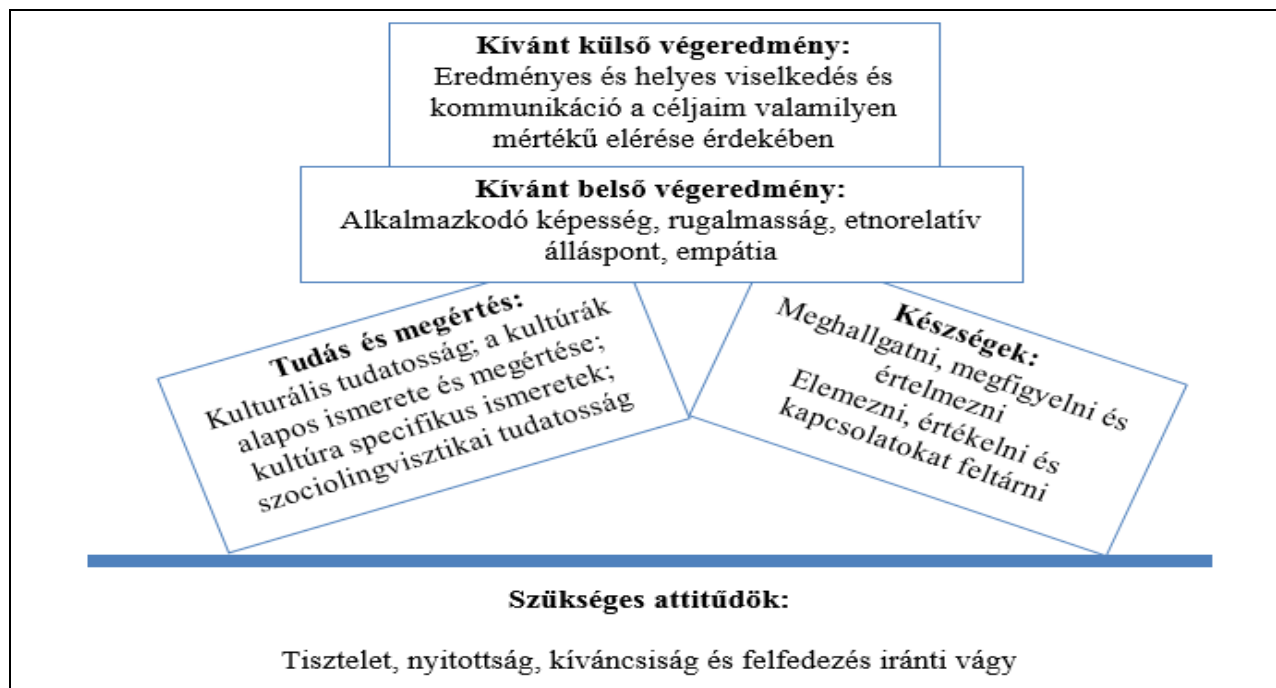 Kívánt külső végeredmény:
Eredményes és helyes viselkedés és
kommunikáció a céljaim valamilyen
mértékű elérése érdekében
Kívánt belső végeredmény:
Alkalmazkodó képesség, rugalmasság, etnorelatív
álláspont, empátia
Tudás és megértés:
Kulturális tudatosság; a kultúrák
alapos ismerete és megértése;
kultúra specifikus ismeretek;
szociolingvisztikai tudatosság
Készségek:
Meghallgatni, megfigyelni és
értelmezni
Elemezni, értékelni és
kapcsolatokat feltárni
Szükséges attitűdök:
Tisztelet, nyitottság, kíváncsiság és felfedezés iránti vágy